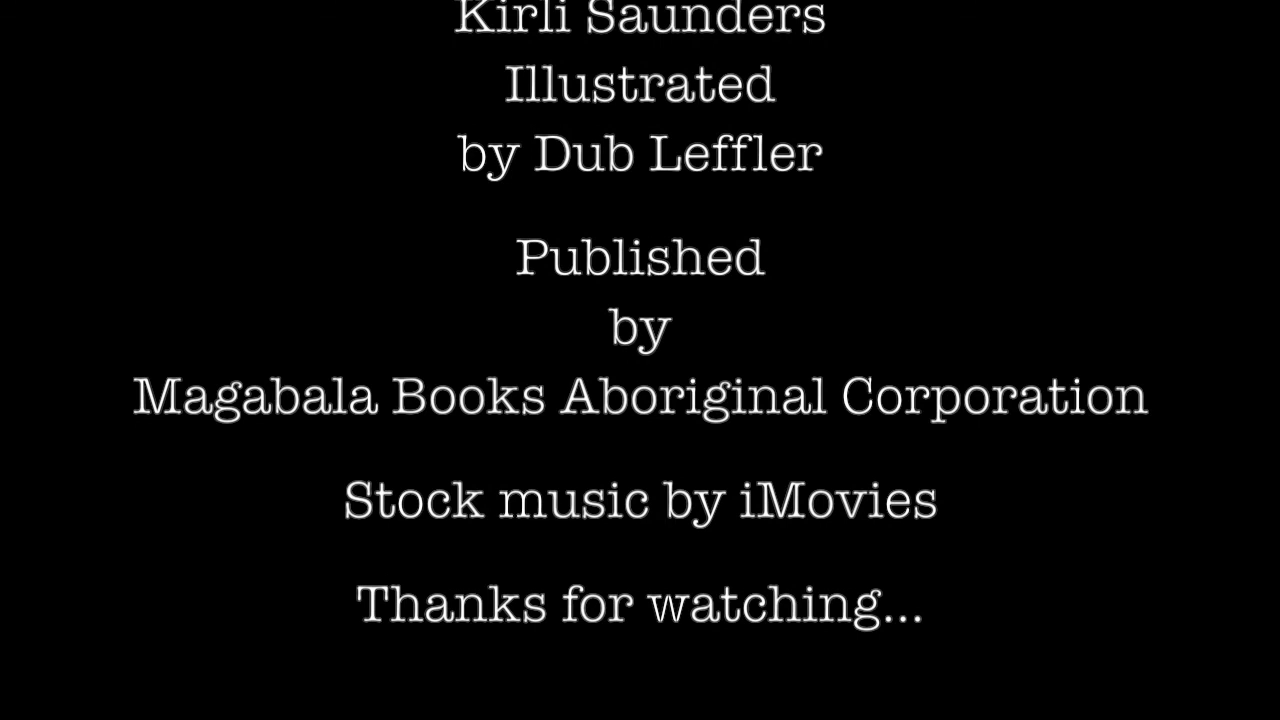 Kirli Saunders
Illustrated
by Dub Leffler
Published
by
Magabala Books Aboriginal Corporation
Stock music by iMovies
Thanks for watching...